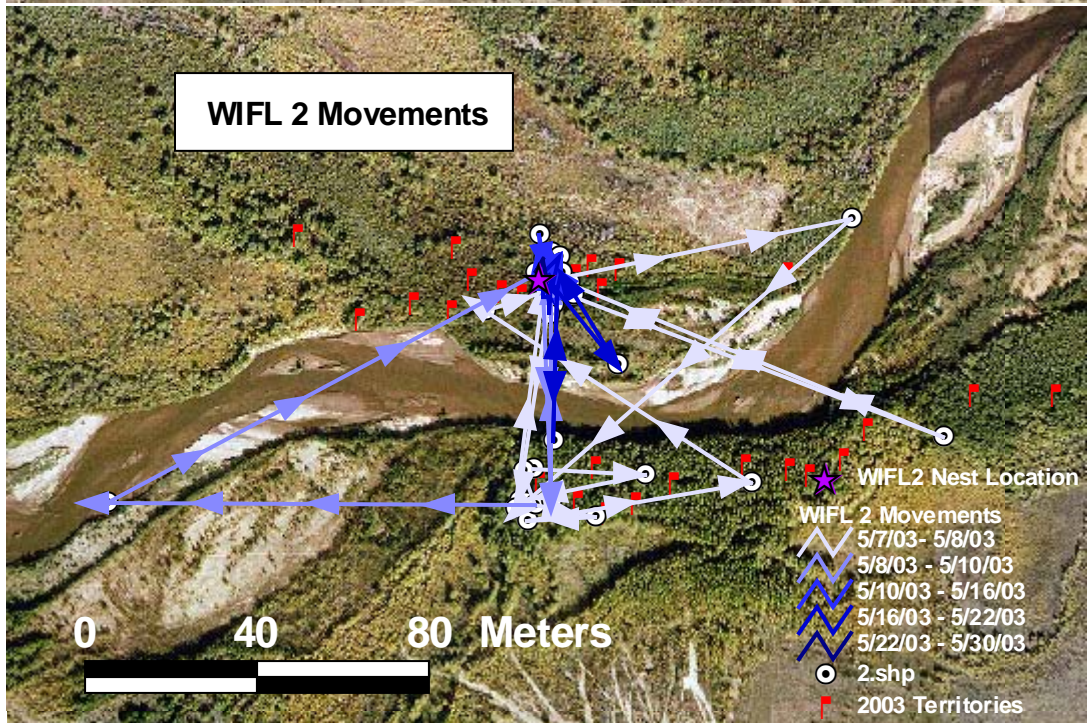 WIFL 2 Movements
WIFL2 Nest Location
WIFL 2 Movements
5/7/03- 5/8/03
5/8/03 - 5/10/03
5/10/03 - 5/16/03
5/16/03 - 5/22/03
5/22/03 - 5/30/03
2.shp
2003 Territories
0 40 80 Meters